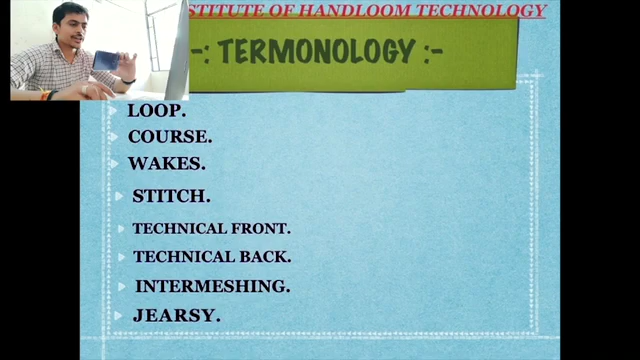 STITUTE OF HANDLOOM TECHNOLOGY
-: TERMONOLOGY :-
LOOP.
COURSE.
WAKES.
STITCH.
TECHNICAL FRONT.
TECHNICAL BACK.
INTERMESHING.
JEARSY.